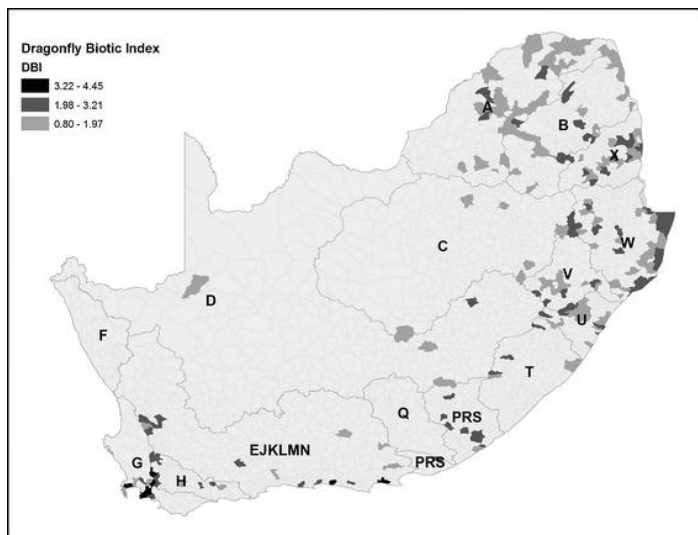 Dragonfly Biotic Index
DBI
3.22 - 4.45
1.98 - 3.21
0.80 - 1.97
A
B
X
C
W
D
V
U
F
T
Q
PRS
EJKLMN
G
H
PRS